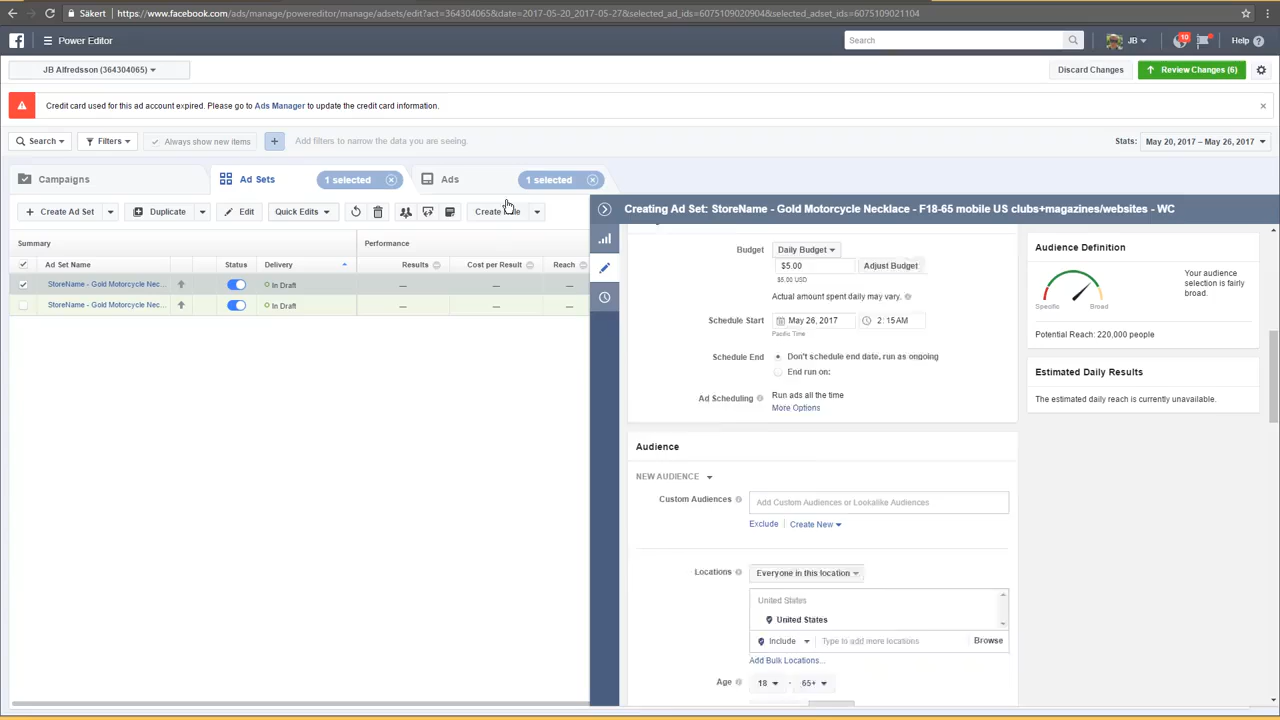 Säkert https://www.facebook.com/ads/manage/powereditor/manage/adsets/edit?act=364304065&date=2017-05-20_2017-05-27&selected_ad_ids=6075109020904&selected_adset_ids=6075109021104
Power Editor Search JB 10 Help
JB Alfredsson (364304065) Discard Changes Review Changes (6)
Credit card used for this ad account expired. Please go to Ads Manager to update the credit card information.
Search Filters Always show new items + Add filters to narrow the data you are seeing. Stats: May 20, 2017 – May 26, 2017
Campaigns Ad Sets 1 selected Ads 1 selected
+ Create Ad Set Duplicate Edit Quick Edits Create
Creating Ad Set: StoreName - Gold Motorcycle Necklace - F18-65 mobile US clubs+magazines/websites - WC
Summary Performance
Ad Set Name Status Delivery Results Cost per Result Reach
StoreName - Gold Motorcycle Nec... In Draft — — —
StoreName - Gold Motorcycle Nec... In Draft — — —
Budget Daily Budget
$5.00 Adjust Budget
$5.00 USD
Actual amount spent daily may vary.
Schedule Start May 26, 2017 2:15AM
Pacific Time
Schedule End Don't schedule end date, run as ongoing
End run on:
Ad Scheduling Run ads all the time
More Options
Audience
NEW AUDIENCE
Custom Audiences Add Custom Audiences or Lookalike Audiences
Exclude Create New
Locations Everyone in this location
United States
United States
Include Type to add more locations Browse
Add Bulk Locations...
Age 18 - 65+
Audience Definition
Specific Broad
Your audience
selection is fairly
broad.
Potential Reach: 220,000 people
Estimated Daily Results
The estimated daily reach is currently unavailable.